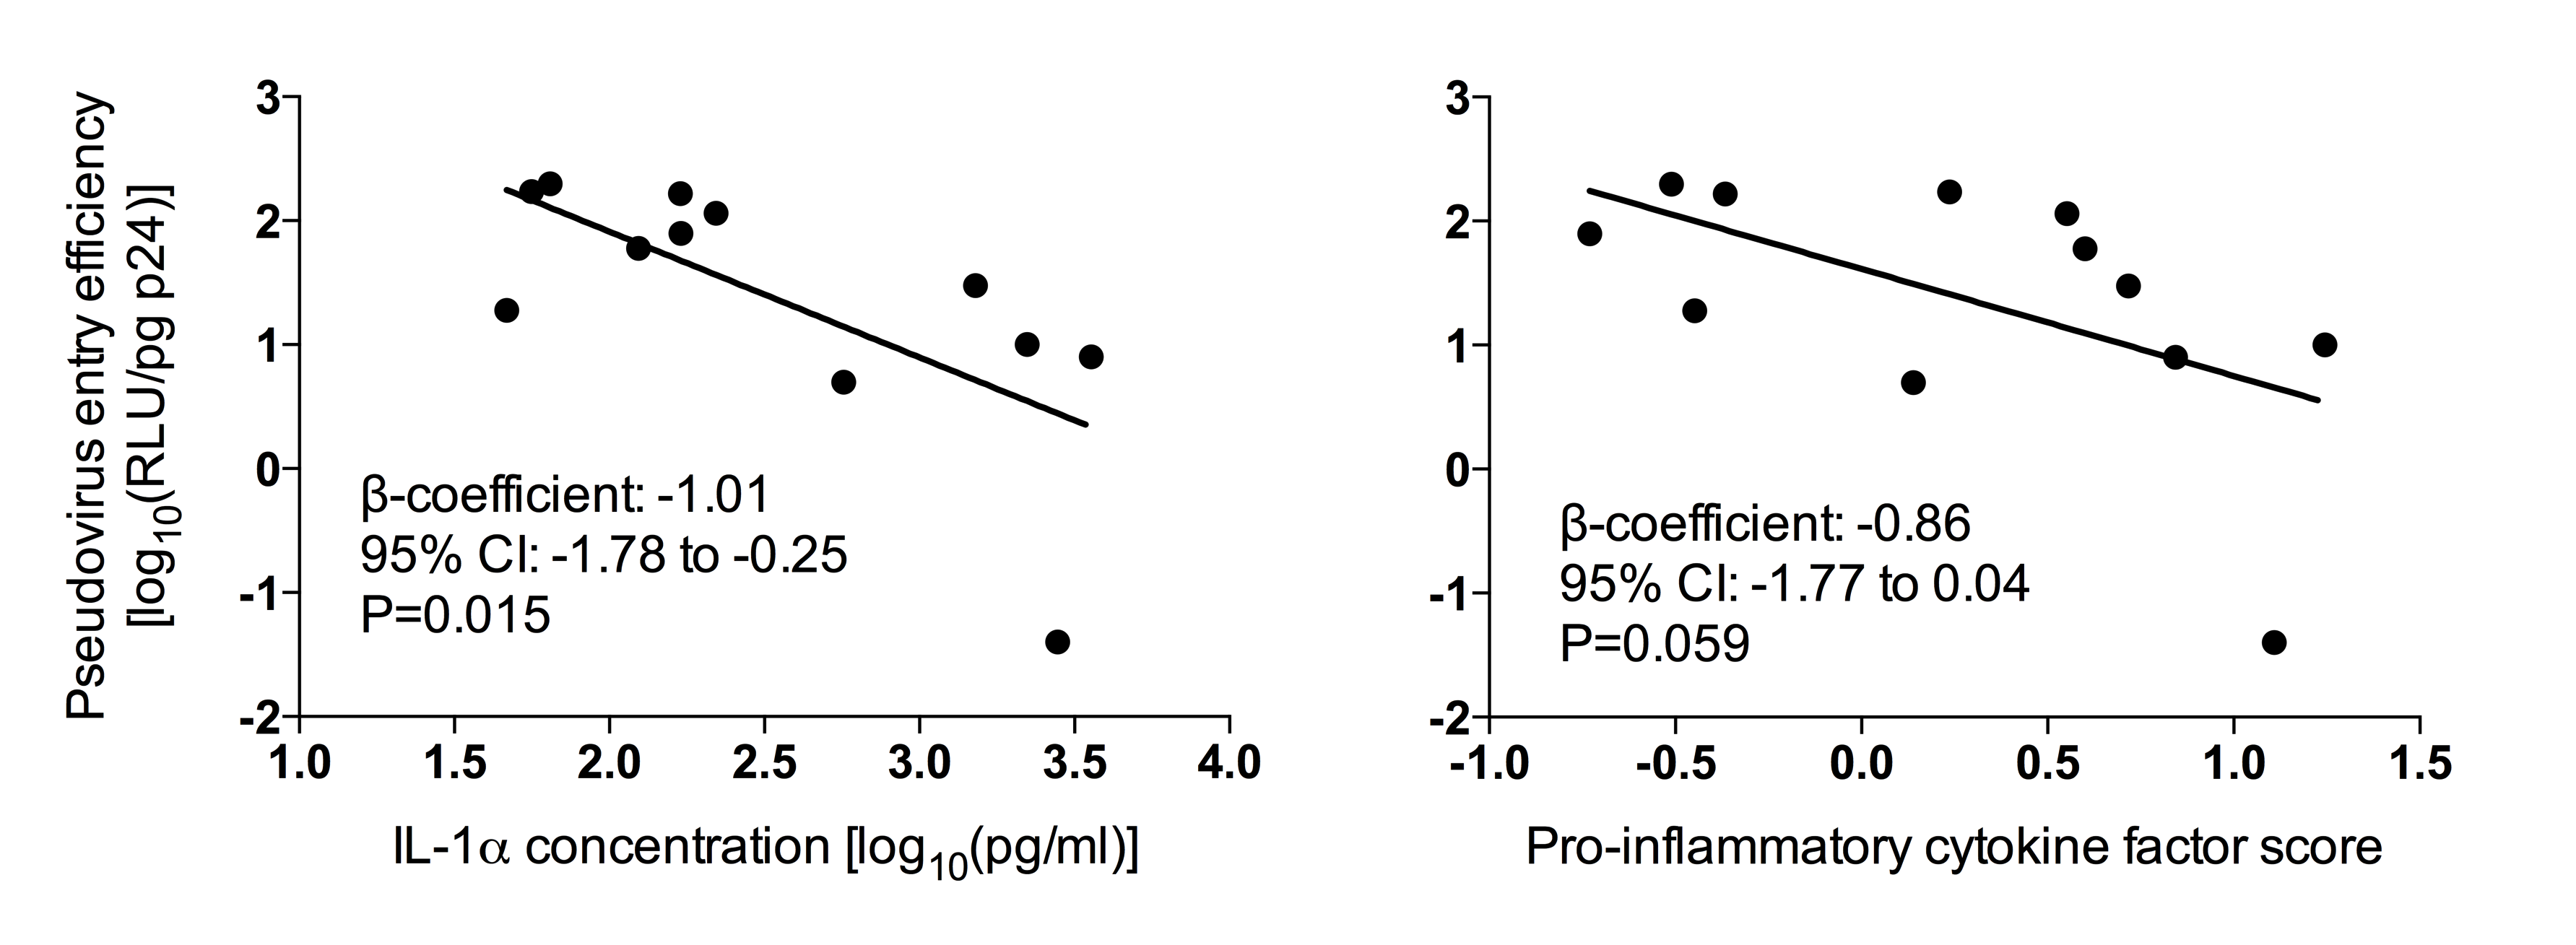 Pseudovirus entry efficiency
[log10(RLU/pg p24)]
3
2
1
0
-1
-2
1.0 1.5 2.0 2.5 3.0 3.5 4.0
β-coefficient: -1.01
95% CI: -1.78 to -0.25
P=0.015
IL-1α concentration [log10(pg/ml)]
3
2
1
0
-1
-2
-1.0 -0.5 0.0 0.5 1.0 1.5
β-coefficient: -0.86
95% CI: -1.77 to 0.04
P=0.059
Pro-inflammatory cytokine factor score